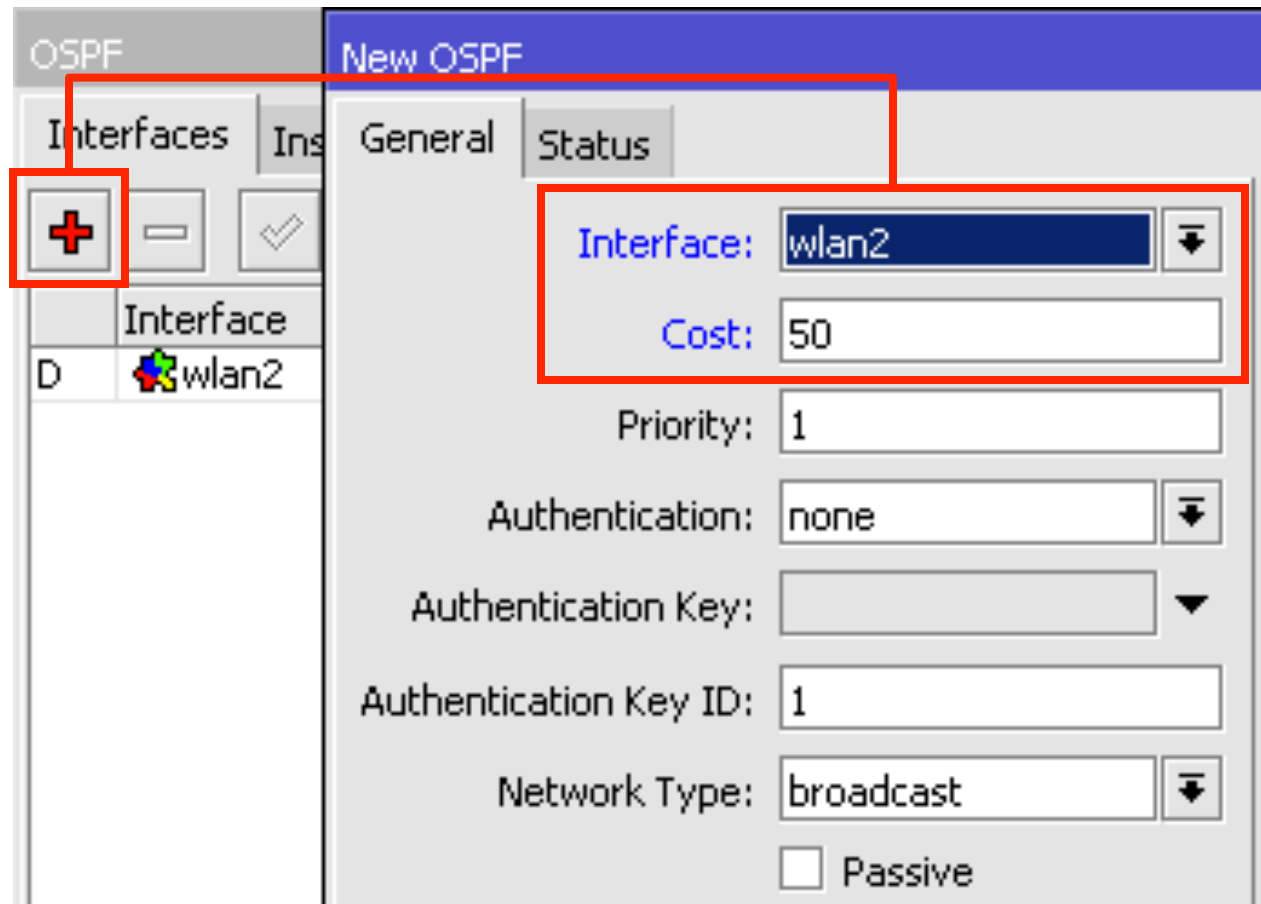 OSPF
New OSPF
Interfaces
Ins
General
Status
Interface
D wlan2
Interface: wlan2
Cost: 50
Priority: 1
Authentication: none
Authentication Key:
Authentication Key ID: 1
Network Type: broadcast
Passive